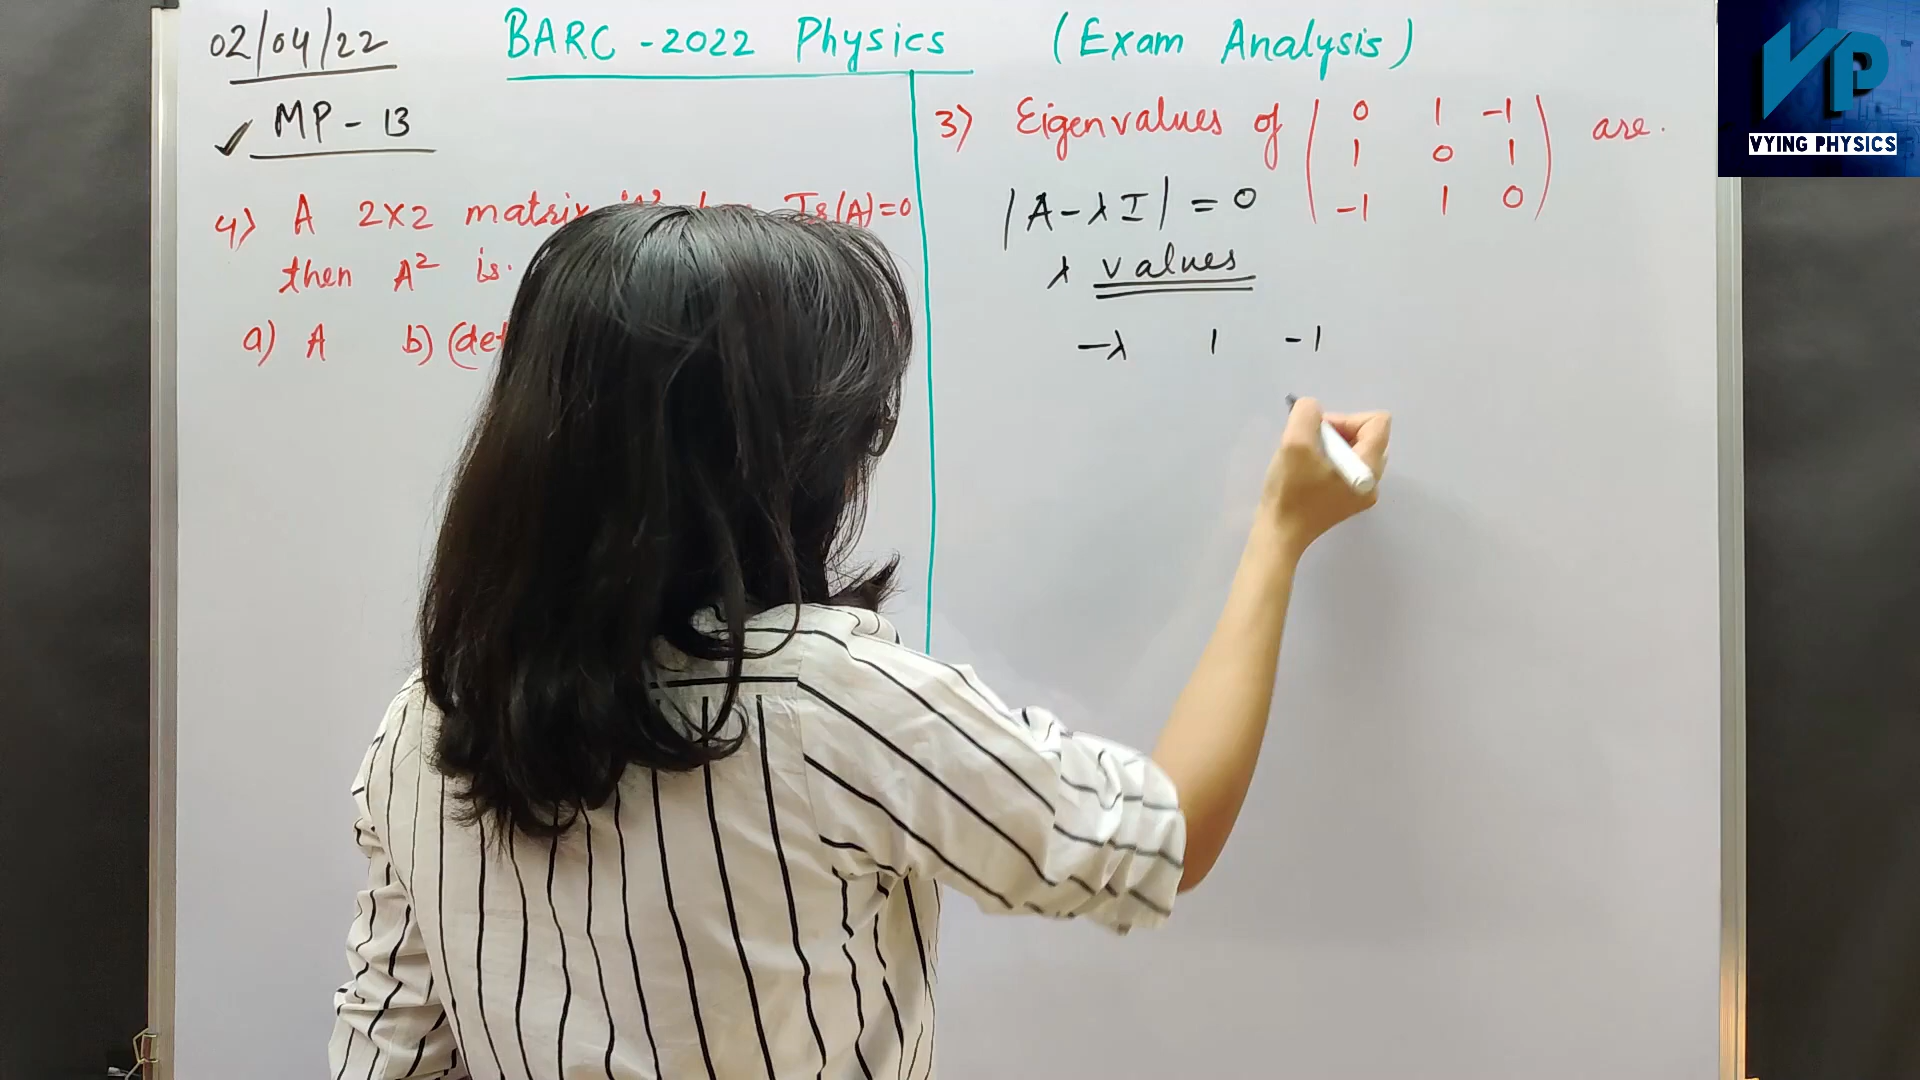 02/04/22
BARC - 2022 Physics (Exam Analysis)
✓ MP - 13
4) A 2x2 matrix Tr(A)=0
then A² is.
a) A b) (det
3) Eigenvalues of ( 0 1 -1 ) are.
1 0 1
-1 1 0
|A - λI| = 0
λ values
-λ 1 -1
VP
VYING PHYSICS